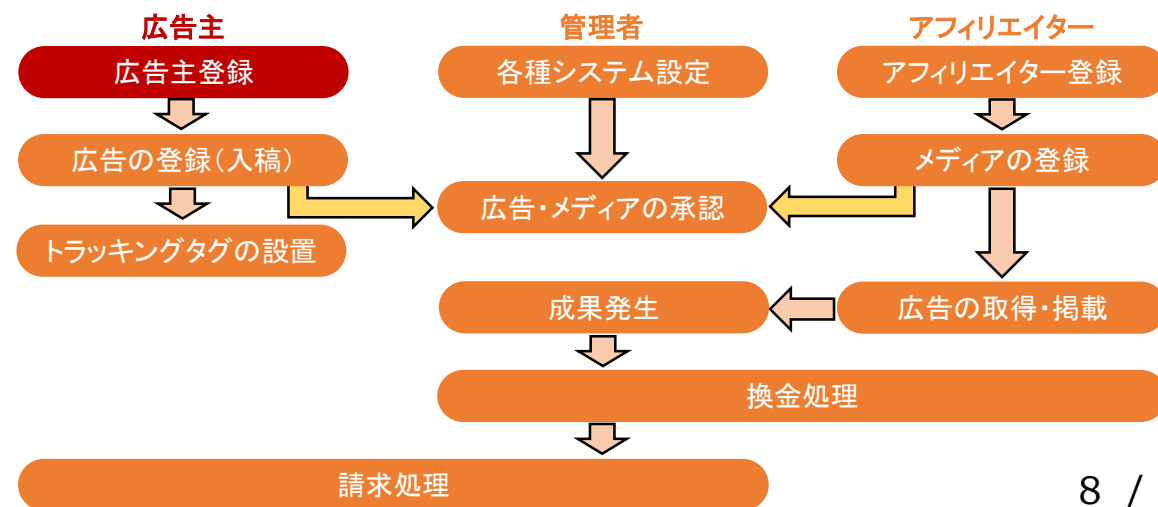 広告主
管理者
アフィリエイター
広告主登録
各種システム設定
アフィリエイター登録
広告の登録（入稿）
メディアの登録
広告・メディアの承認
トラッキングタグの設置
成果発生
広告の取得・掲載
換金処理
請求処理
8 /